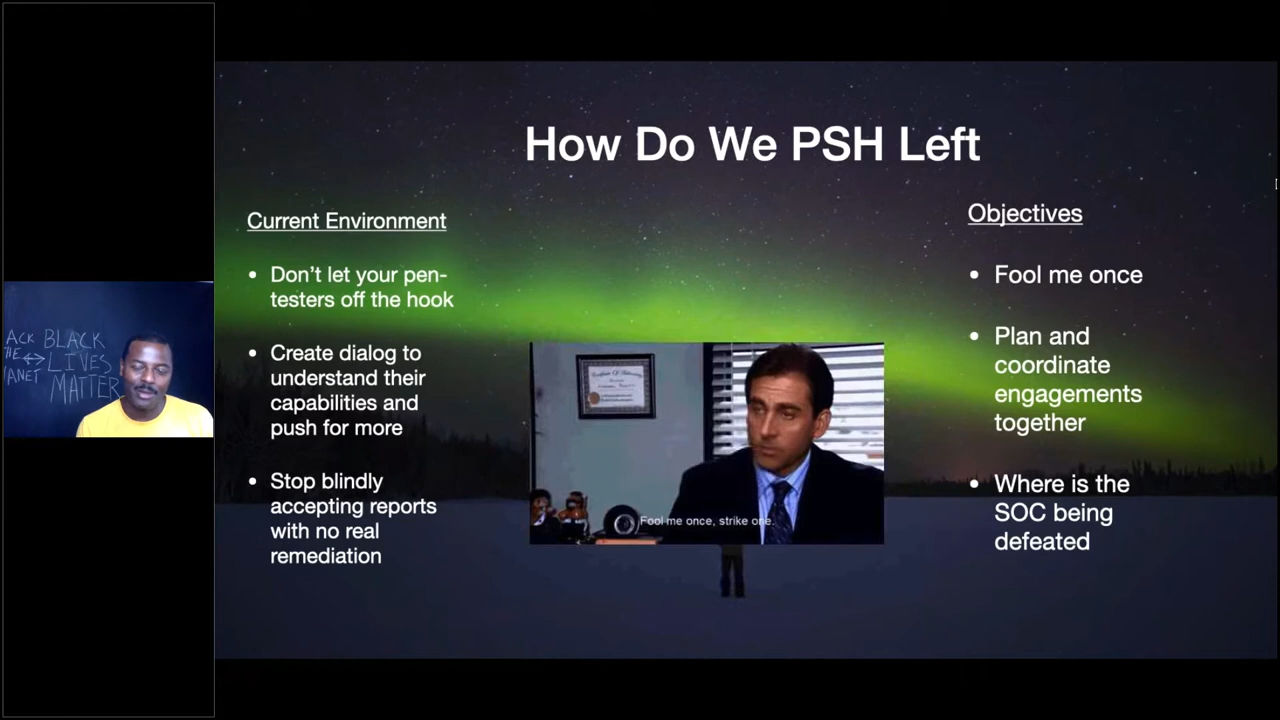 How Do We PSH Left
Current Environment
• Don't let your pen-
testers off the hook
• Create dialog to
understand their
capabilities and
push for more
• Stop blindly
accepting reports
with no real
remediation
Objectives
• Fool me once
• Plan and
coordinate
engagements
together
• Where is the
SOC being
defeated
Fool me once, strike one.
ACK BLACK
HE ↔ LIVES
ANET MATTER